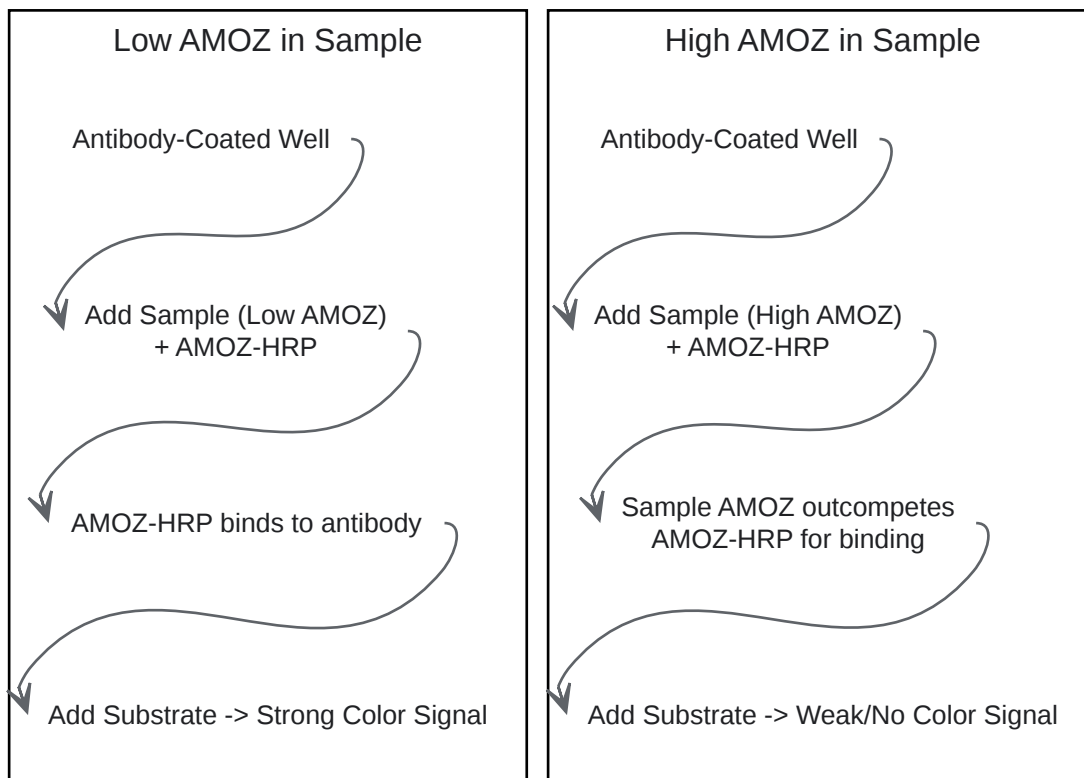 Low AMOZ in Sample
Antibody-Coated Well
Add Sample (Low AMOZ)
+ AMOZ-HRP
AMOZ-HRP binds to antibody
Add Substrate -> Strong Color Signal
High AMOZ in Sample
Antibody-Coated Well
Add Sample (High AMOZ)
+ AMOZ-HRP
Sample AMOZ outcompetes
AMOZ-HRP for binding
Add Substrate -> Weak/No Color Signal